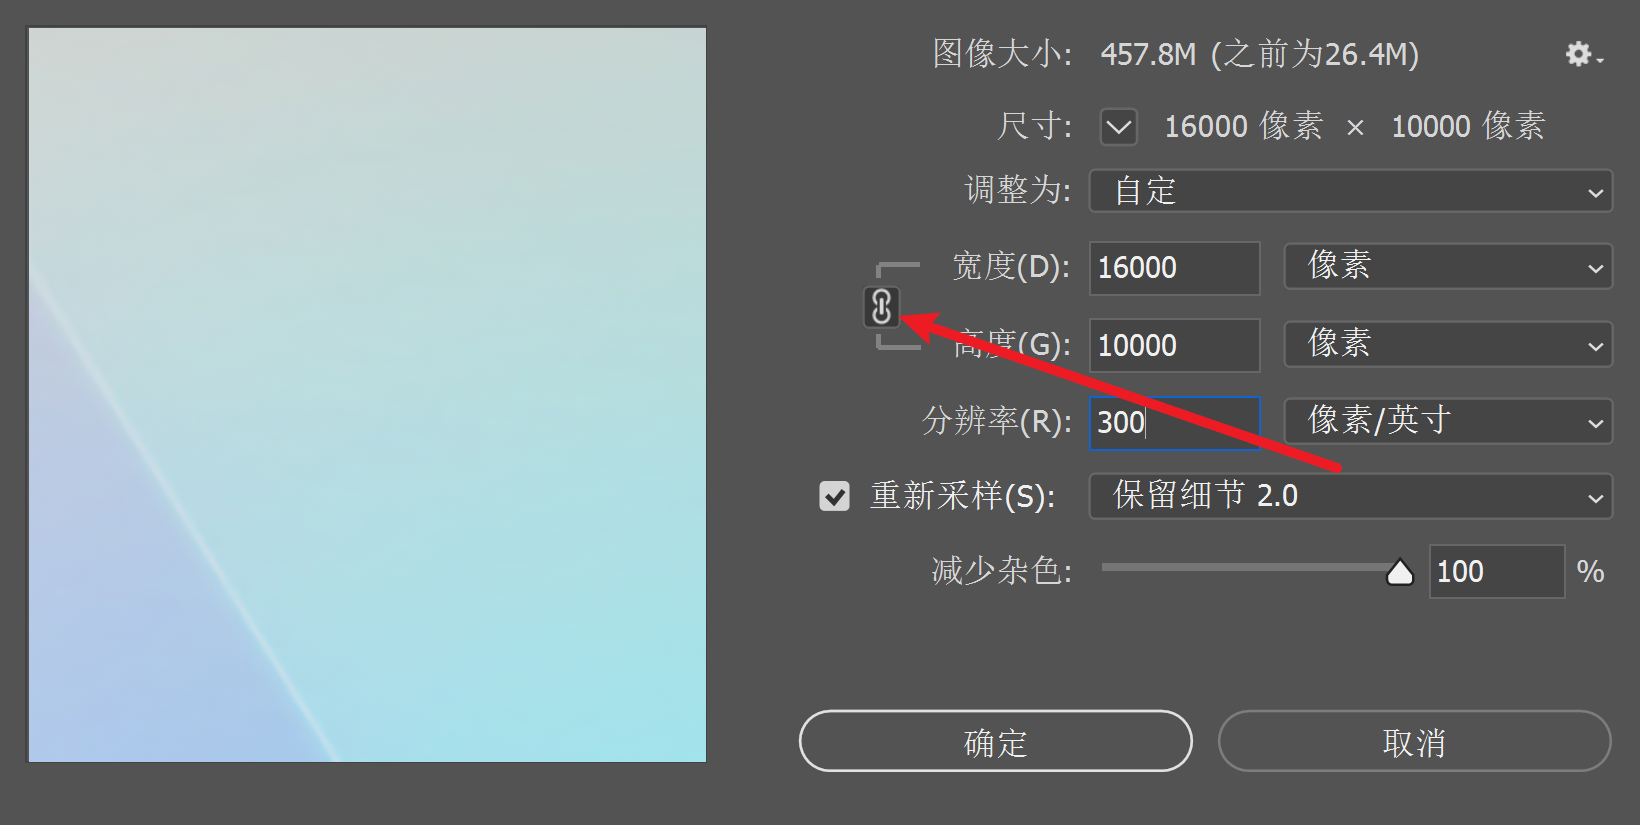 图像大小: 457.8M (之前为26.4M)
尺寸: 16000 像素 × 10000 像素
调整为: 自定
宽度(D): 16000 像素
高度(G): 10000 像素
分辨率(R): 300 像素/英寸
重新采样(S): 保留细节 2.0
减少杂色: 100 %
确定 取消